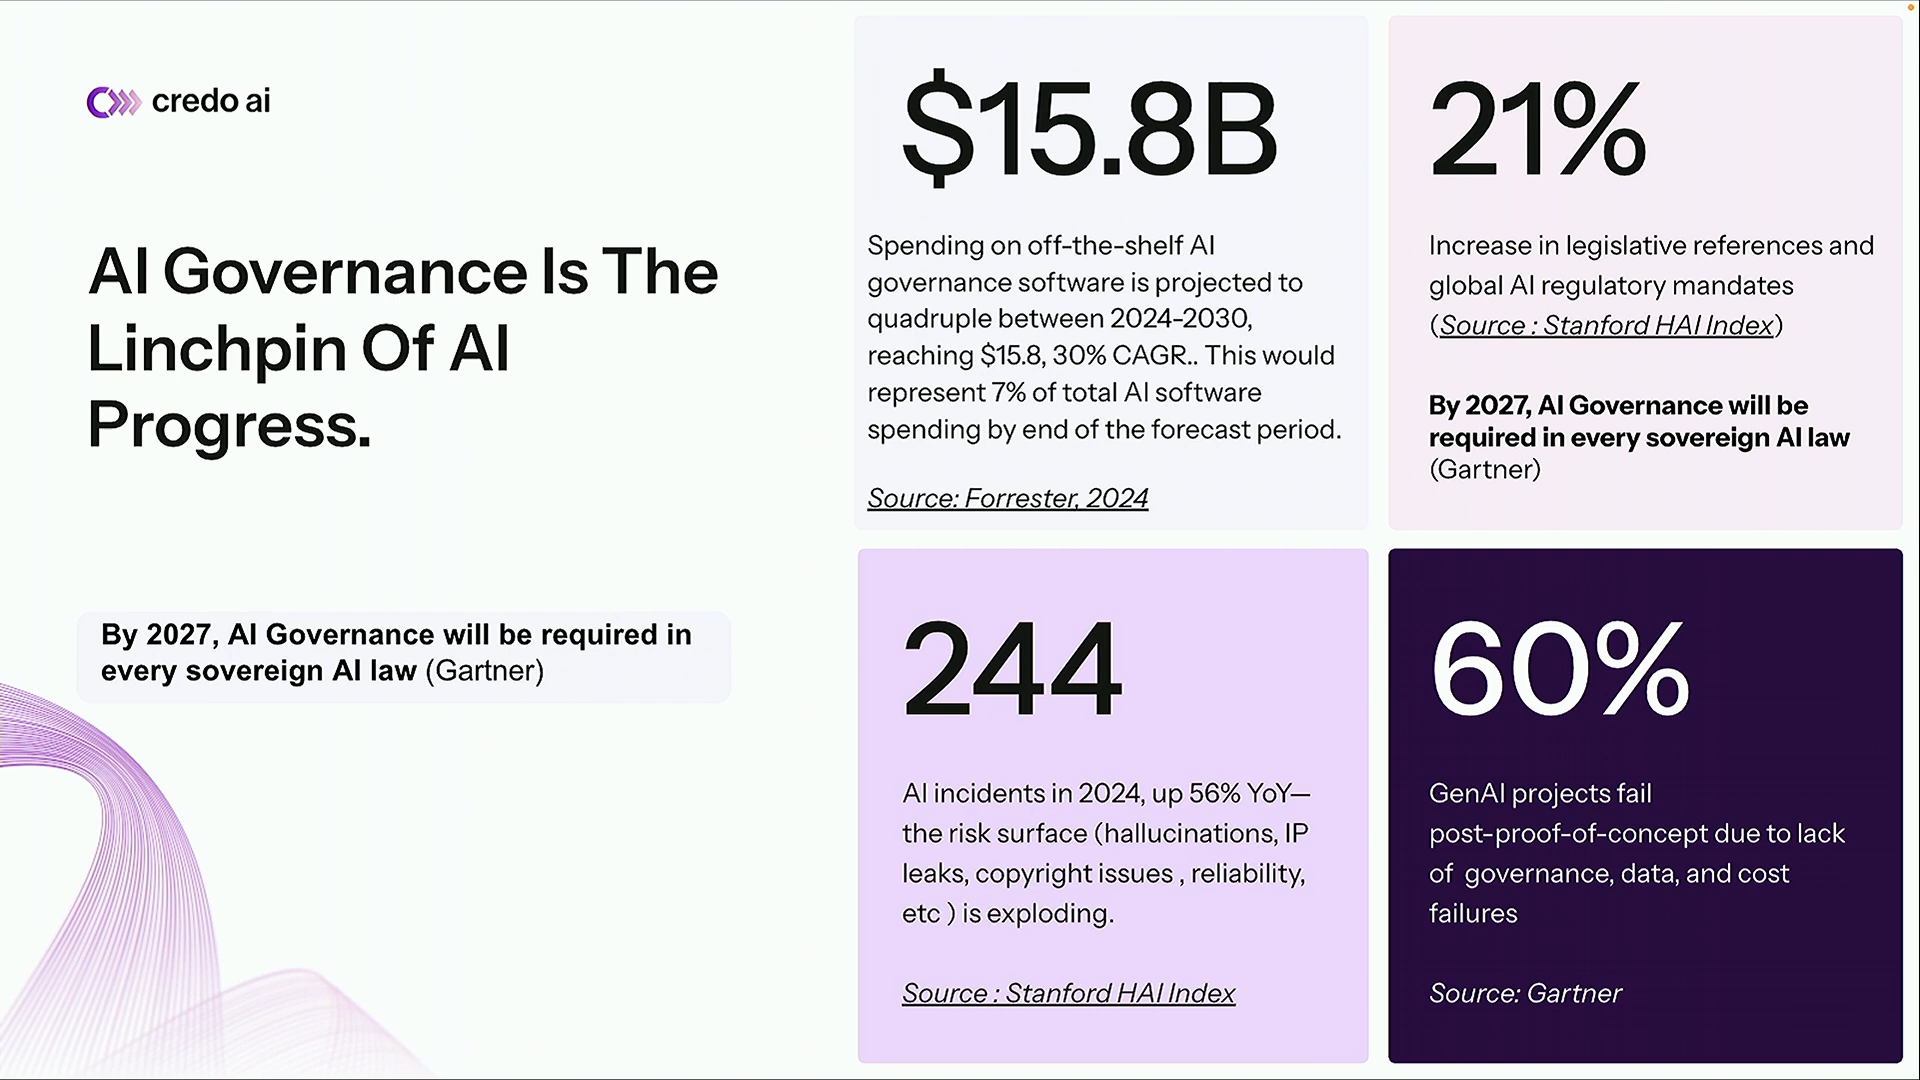 credo ai
AI Governance Is The
Linchpin Of AI
Progress.
By 2027, AI Governance will be required in
every sovereign AI law (Gartner)
$15.8B
Spending on off-the-shelf AI
governance software is projected to
quadruple between 2024-2030,
reaching $15.8, 30% CAGR.. This would
represent 7% of total AI software
spending by end of the forecast period.
Source: Forrester, 2024
21%
Increase in legislative references and
global AI regulatory mandates
(Source : Stanford HAI Index)
By 2027, AI Governance will be
required in every sovereign AI law
(Gartner)
244
AI incidents in 2024, up 56% YoY—
the risk surface (hallucinations, IP
leaks, copyright issues , reliability,
etc ) is exploding.
Source : Stanford HAI Index
60%
GenAI projects fail
post-proof-of-concept due to lack
of  governance, data, and cost
failures
Source: Gartner